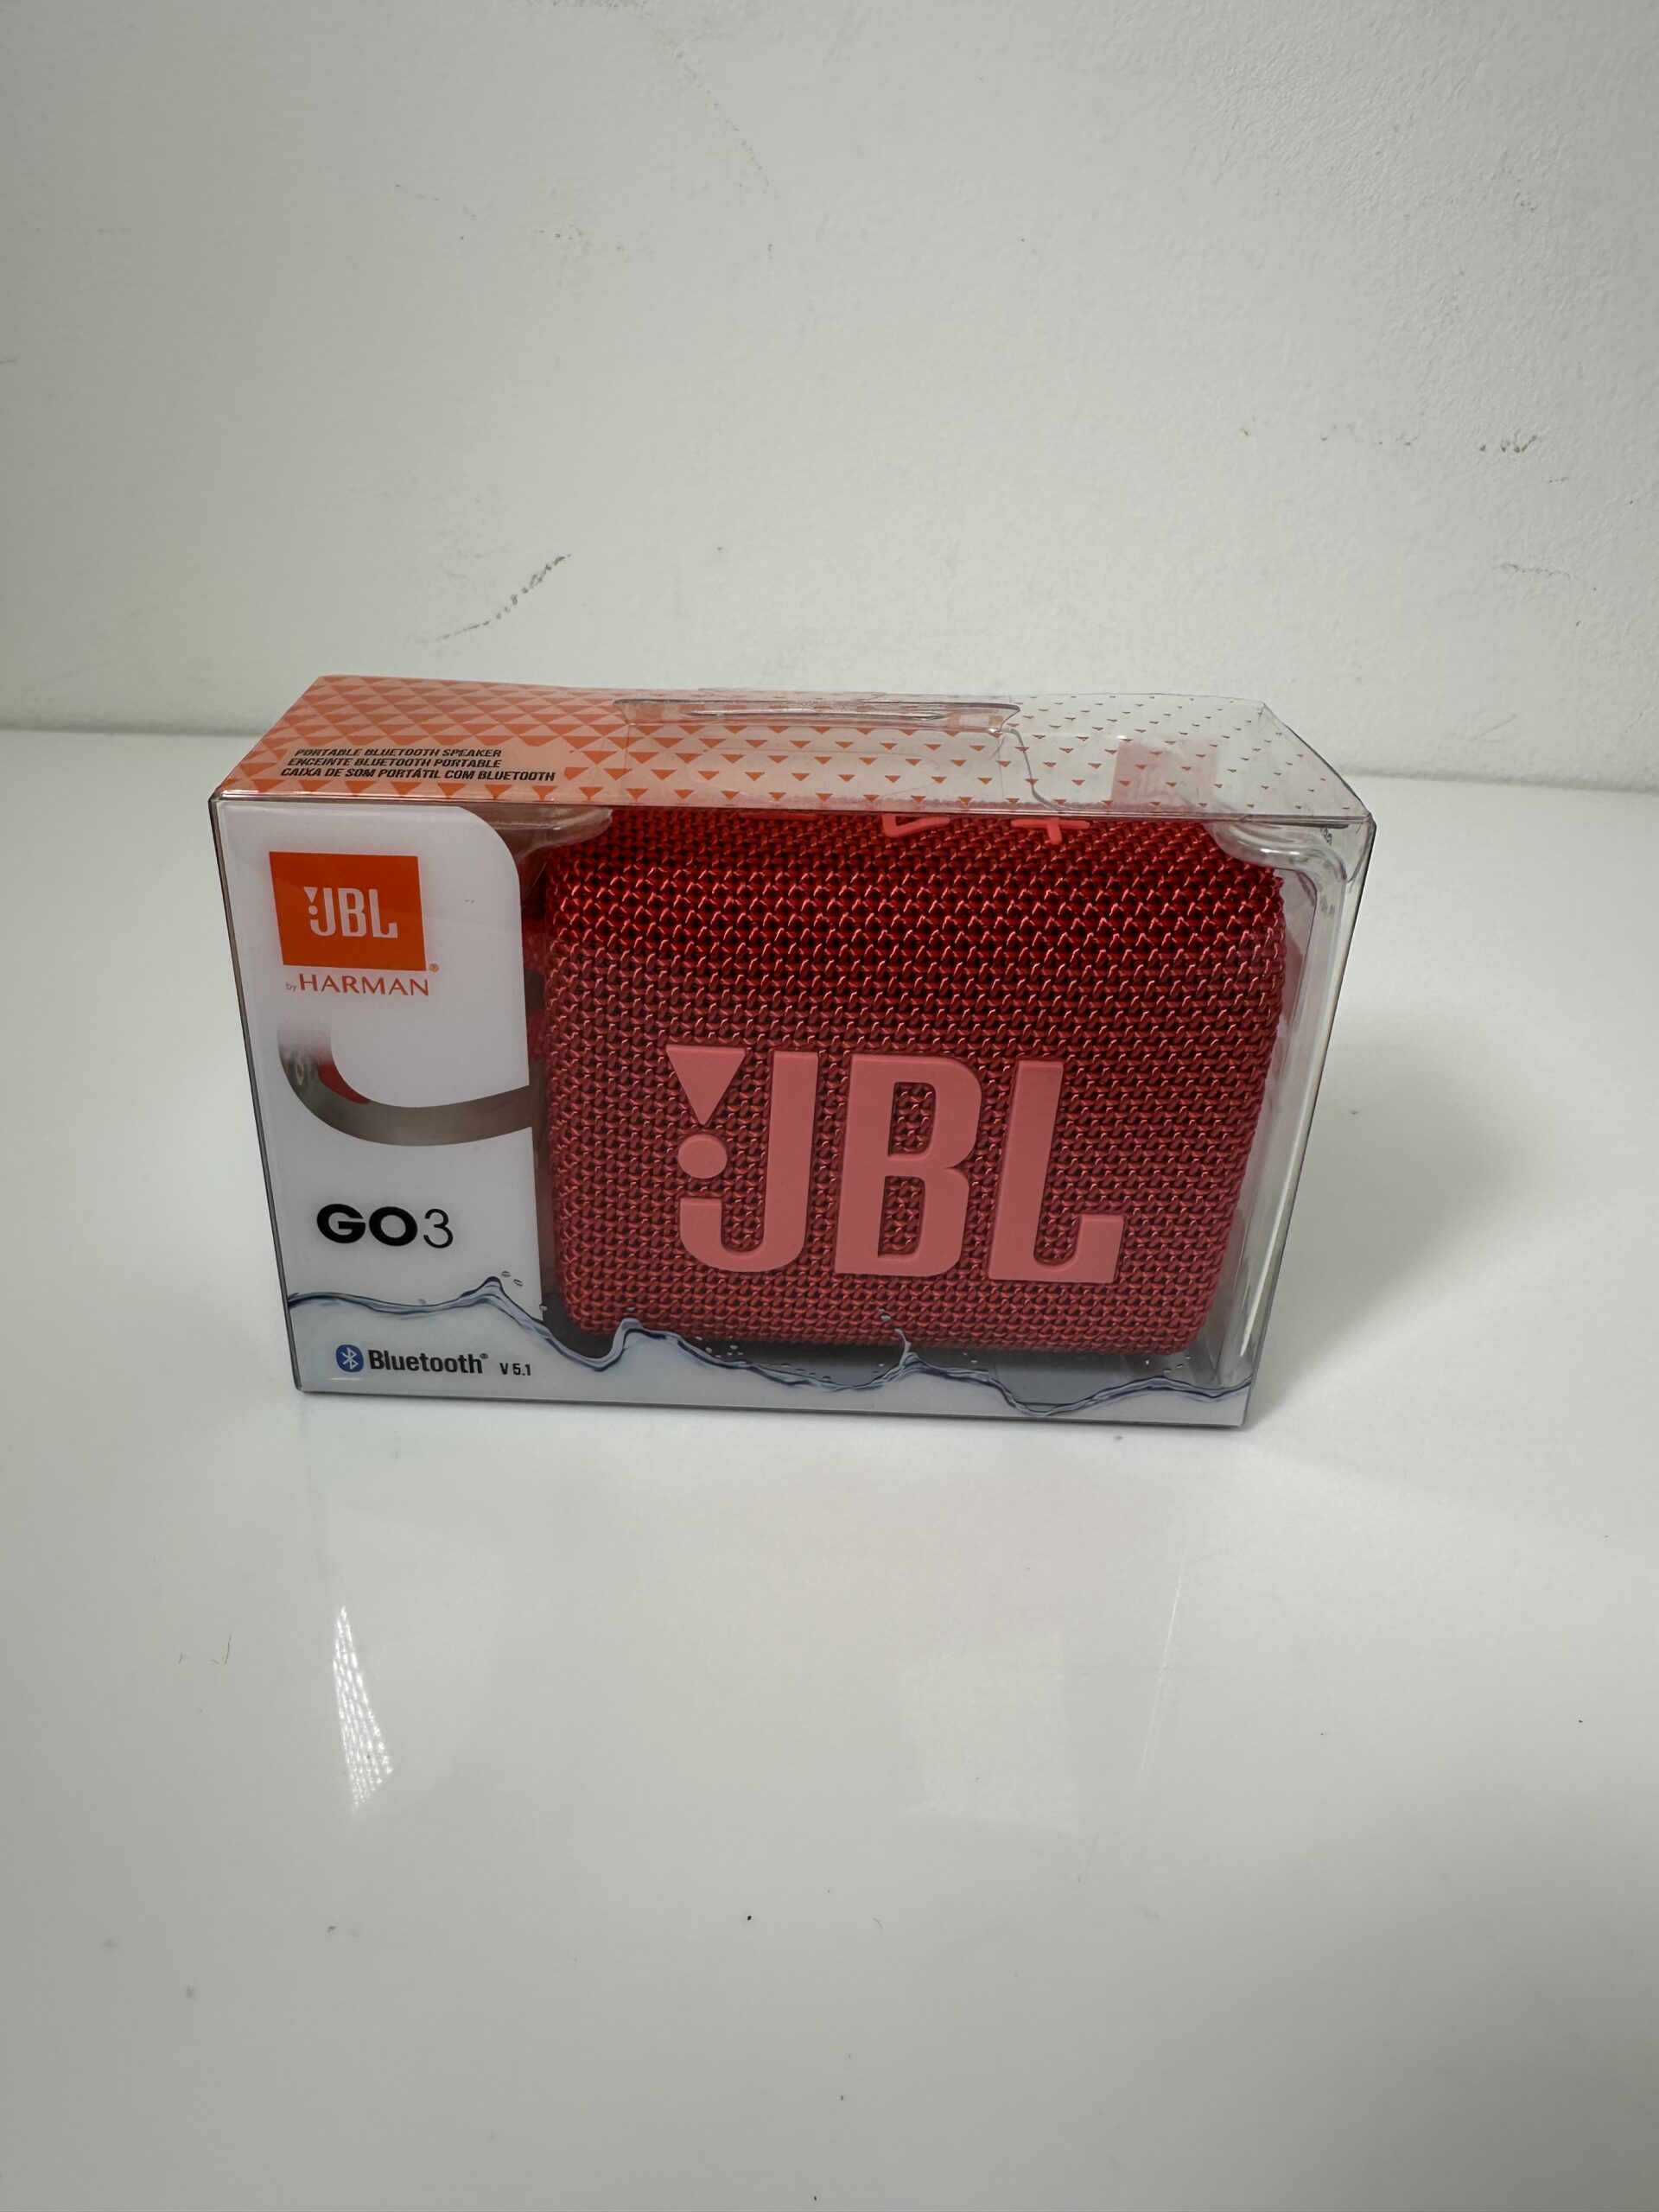 PORTABLE BLUETOOTH SPEAKER
ENCEINTE BLUETOOTH PORTABLE
CAIXA DE SOM PORTÁTIL COM BLUETOOTH
JBL
®
by HARMAN
JBL
GO3
Bluetooth® V 5.1